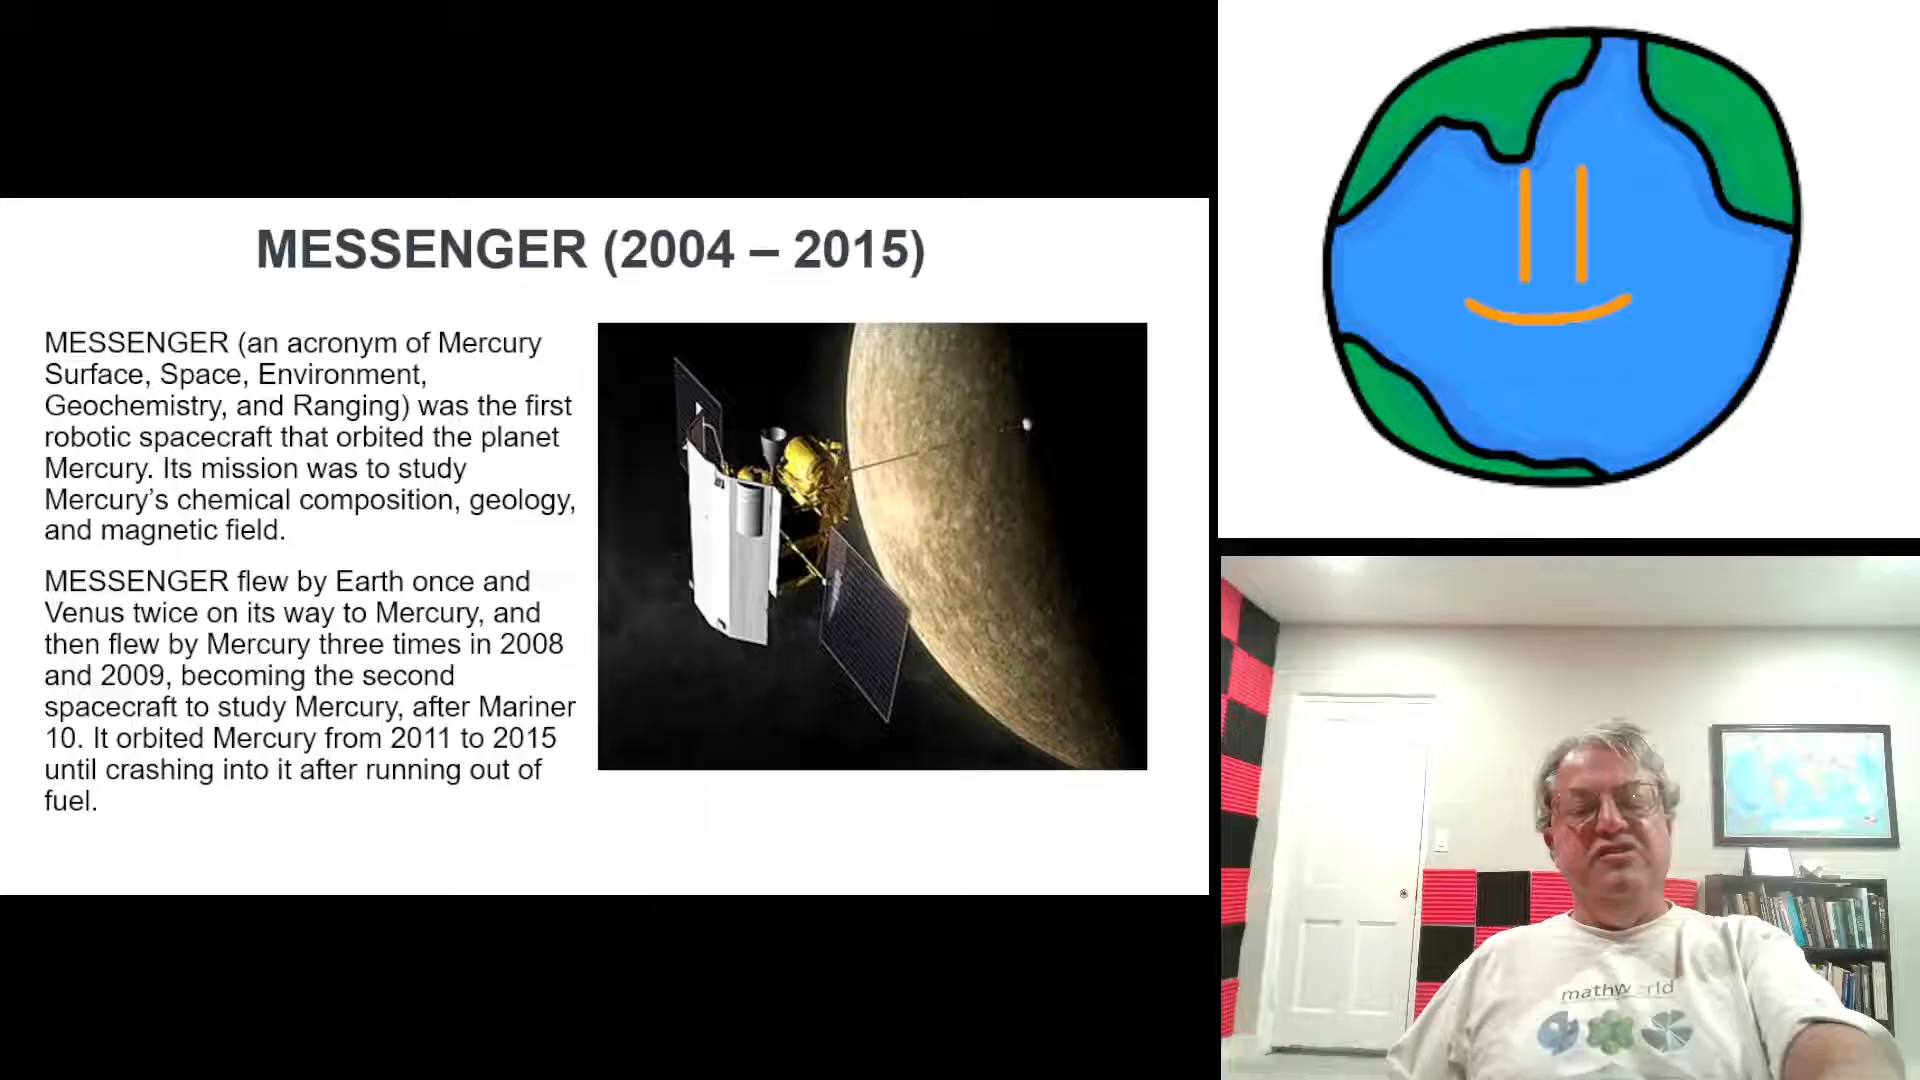 MESSENGER (2004 – 2015)
MESSENGER (an acronym of Mercury
Surface, Space, Environment,
Geochemistry, and Ranging) was the first
robotic spacecraft that orbited the planet
Mercury. Its mission was to study
Mercury’s chemical composition, geology,
and magnetic field.
MESSENGER flew by Earth once and
Venus twice on its way to Mercury, and
then flew by Mercury three times in 2008
and 2009, becoming the second
spacecraft to study Mercury, after Mariner
10. It orbited Mercury from 2011 to 2015
until crashing into it after running out of
fuel.